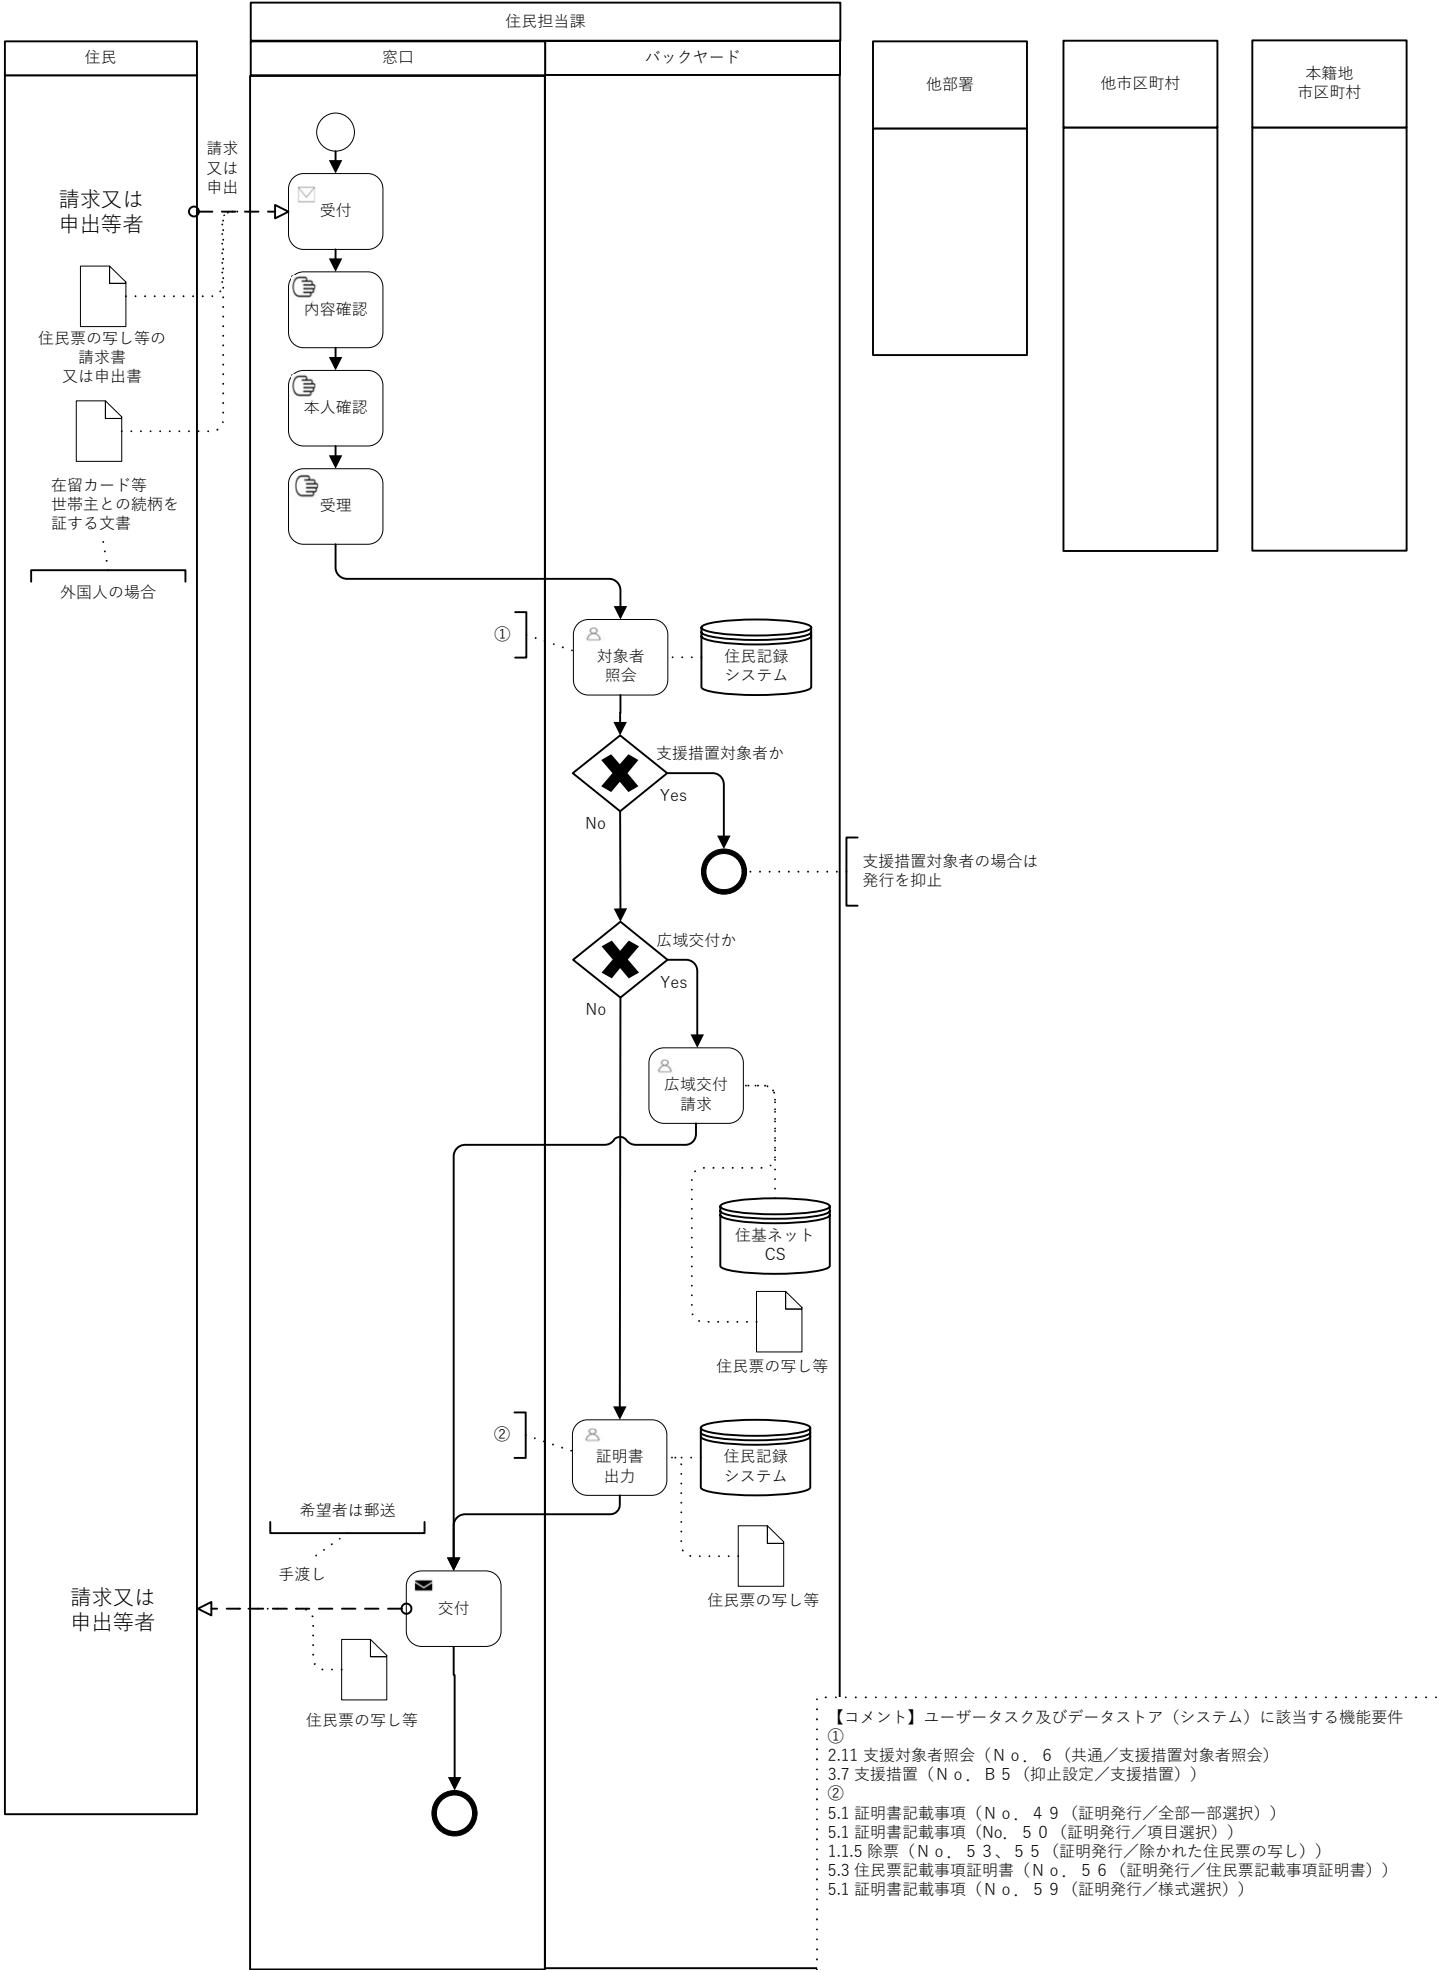 住民担当課
住民
窓口
バックヤード
他部署
他市区町村
本籍地
市区町村
請求
又は
申出
請求又は
申出等者
受付
住民票の写し等の
請求書
又は申出書
内容確認
本人確認
在留カード等
世帯主との続柄を
証する文書
受理
外国人の場合
①
対象者
照会
住民記録
システム
支援措置対象者か
Yes
No
支援措置対象者の場合は
発行を抑止
広域交付か
Yes
No
広域交付
請求
住基ネット
CS
住民票の写し等
②
証明書
出力
住民記録
システム
希望者は郵送
手渡し
住民票の写し等
請求又は
申出等者
交付
住民票の写し等
【コメント】ユーザータスク及びデータストア（システム）に該当する機能要件
①
2.11 支援対象者照会（Ｎｏ．６（共通／支援措置対象者照会）
3.7 支援措置（Ｎｏ．Ｂ５（抑止設定／支援措置））
②
5.1 証明書記載事項（Ｎｏ．４９（証明発行／全部一部選択））
5.1 証明書記載事項（No．５０（証明発行／項目選択））
1.1.5 除票（Ｎｏ．５３、５５（証明発行／除かれた住民票の写し））
5.3 住民票記載事項証明書（Ｎｏ．５６（証明発行／住民票記載事項証明書））
5.1 証明書記載事項（Ｎｏ．５９（証明発行／様式選択））